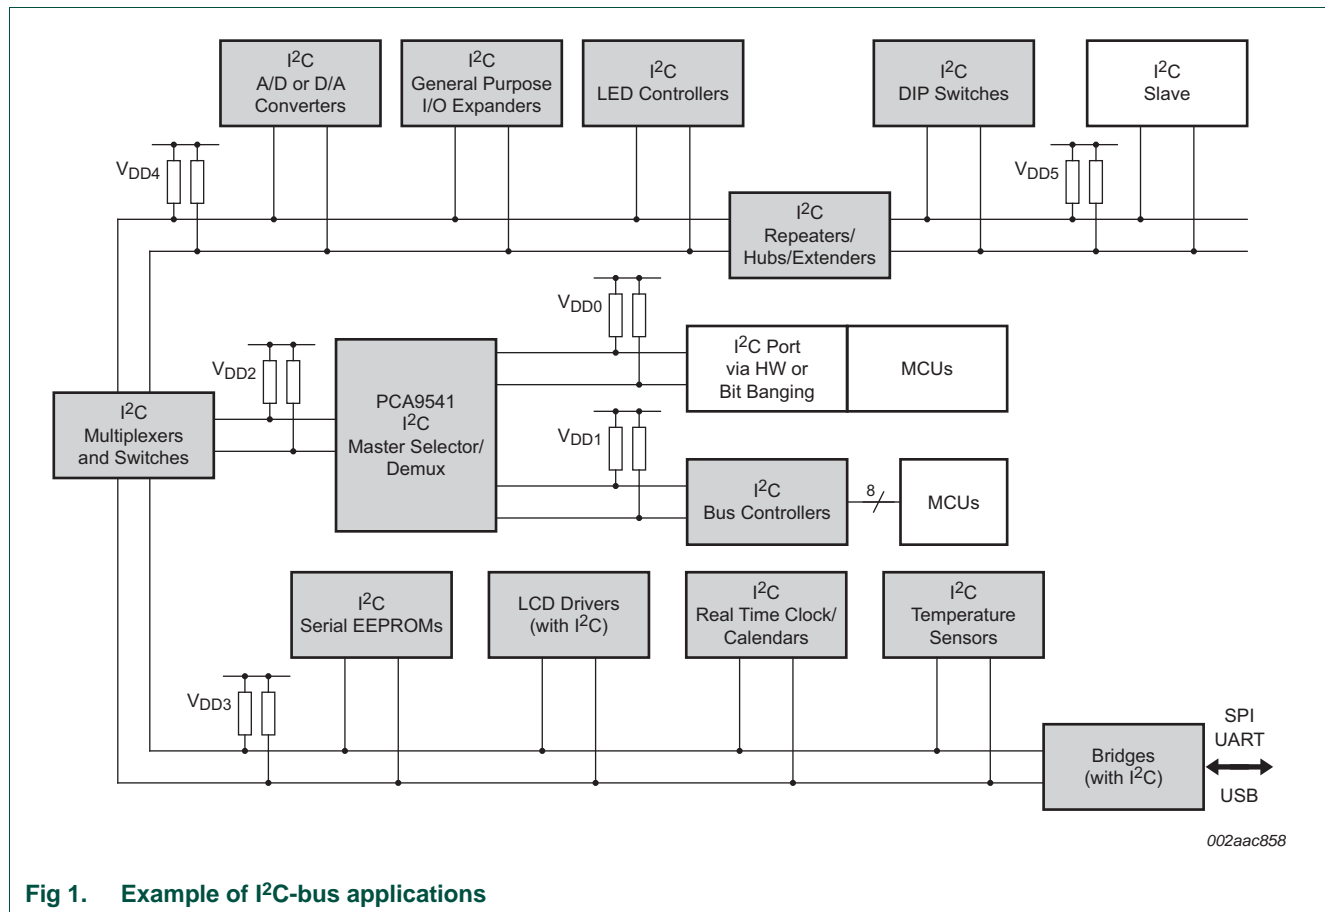 I2C
A/D or D/A
Converters
I2C
General Purpose
I/O Expanders
I2C
LED Controllers
I2C
DIP Switches
I2C
Slave
VDD4
VDD5
I2C
Repeaters/
Hubs/Extenders
VDD0
VDD2
I2C Port
via HW or
Bit Banging
MCUs
PCA9541
I2C
Master Selector/
Demux
I2C
Multiplexers
and Switches
VDD1
I2C
Bus Controllers
8
MCUs
I2C
Serial EEPROMs
LCD Drivers
(with I2C)
I2C
Real Time Clock/
Calendars
I2C
Temperature
Sensors
VDD3
Bridges
(with I2C)
SPI
UART
USB
002aac858
Fig 1. Example of I2C-bus applications